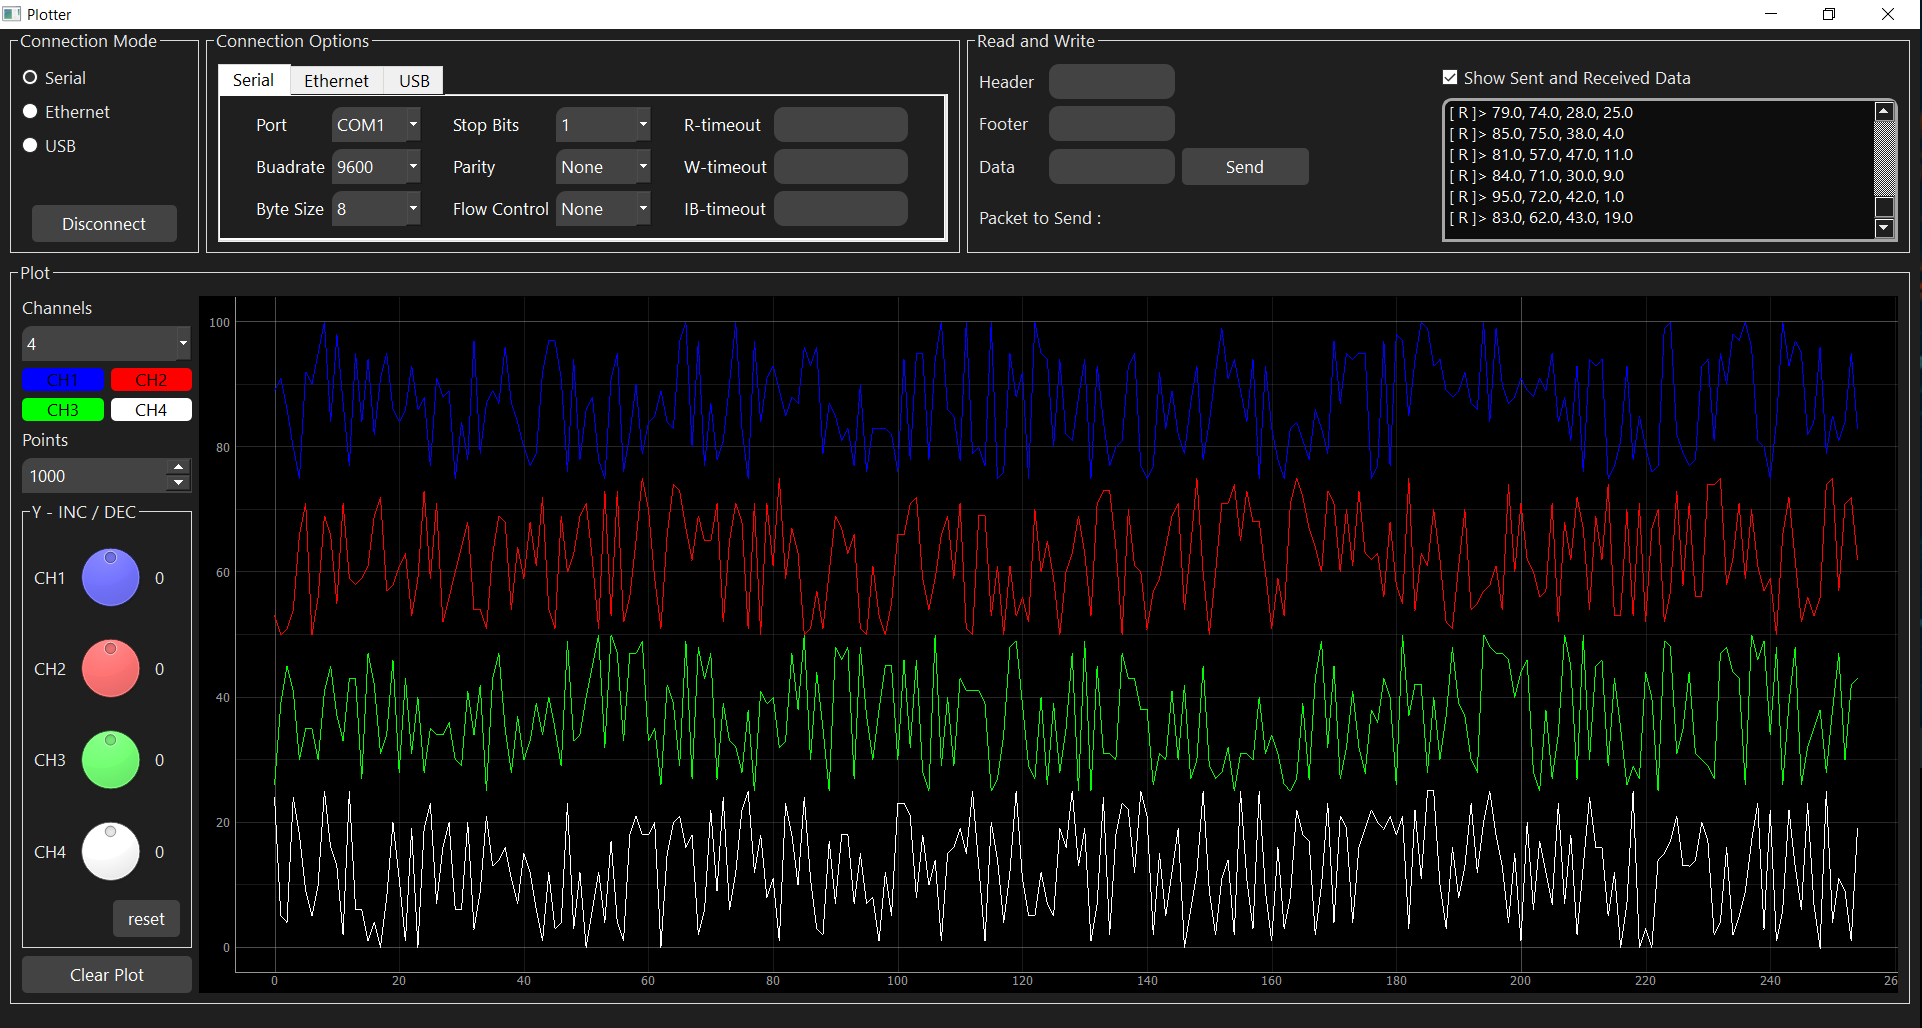 Plotter
Connection Mode
Serial
Ethernet
USB
Disconnect
Connection Options
Serial Ethernet USB
Port COM1 Stop Bits 1 R-timeout
Buadrate 9600 Parity None W-timeout
Byte Size 8 Flow Control None IB-timeout
Read and Write
Header
Footer
Data Send
Packet to Send :
Show Sent and Received Data
[ R ]> 79.0, 74.0, 28.0, 25.0
[ R ]> 85.0, 75.0, 38.0, 4.0
[ R ]> 81.0, 57.0, 47.0, 11.0
[ R ]> 84.0, 71.0, 30.0, 9.0
[ R ]> 95.0, 72.0, 42.0, 1.0
[ R ]> 83.0, 62.0, 43.0, 19.0
Plot
Channels
4
CH1 CH2
CH3 CH4
Points
1000
Y - INC / DEC
CH1 0
CH2 0
CH3 0
CH4 0
reset
Clear Plot
100
80
60
40
20
0
0 20 40 60 80 100 120 140 160 180 200 220 240 26